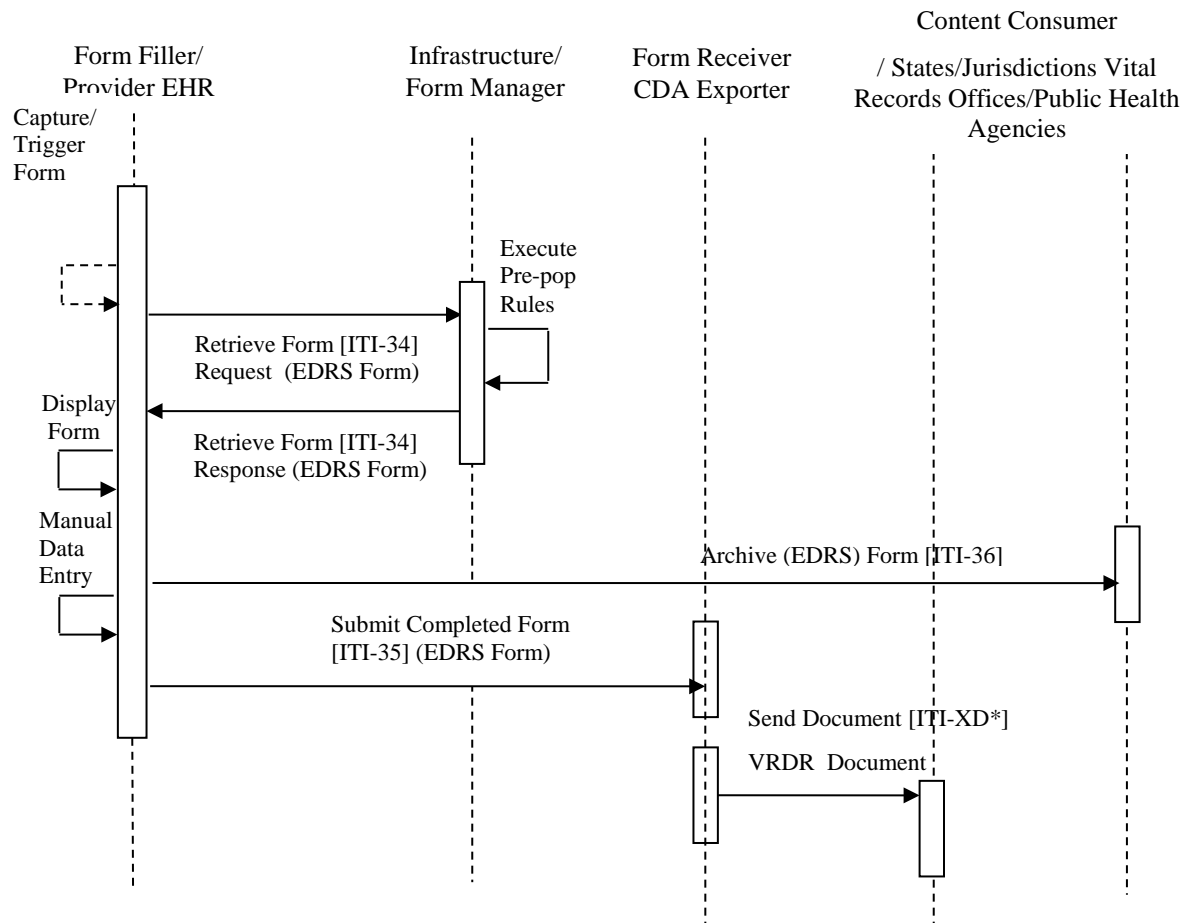 Form Filler/
Provider EHR
Infrastructure/
Form Manager
Form Receiver
CDA Exporter
Content Consumer
/ States/Jurisdictions Vital
Records Offices/Public Health
Agencies
Capture/
Trigger
Form
Execute
Pre-pop
Rules
Retrieve Form [ITI-34]
Request (EDRS Form)
Display
Form
Retrieve Form [ITI-34]
Response (EDRS Form)
Manual
Data
Entry
Archive (EDRS) Form [ITI-36]
Submit Completed Form
[ITI-35] (EDRS Form)
Send Document [ITI-XD*]
VRDR Document